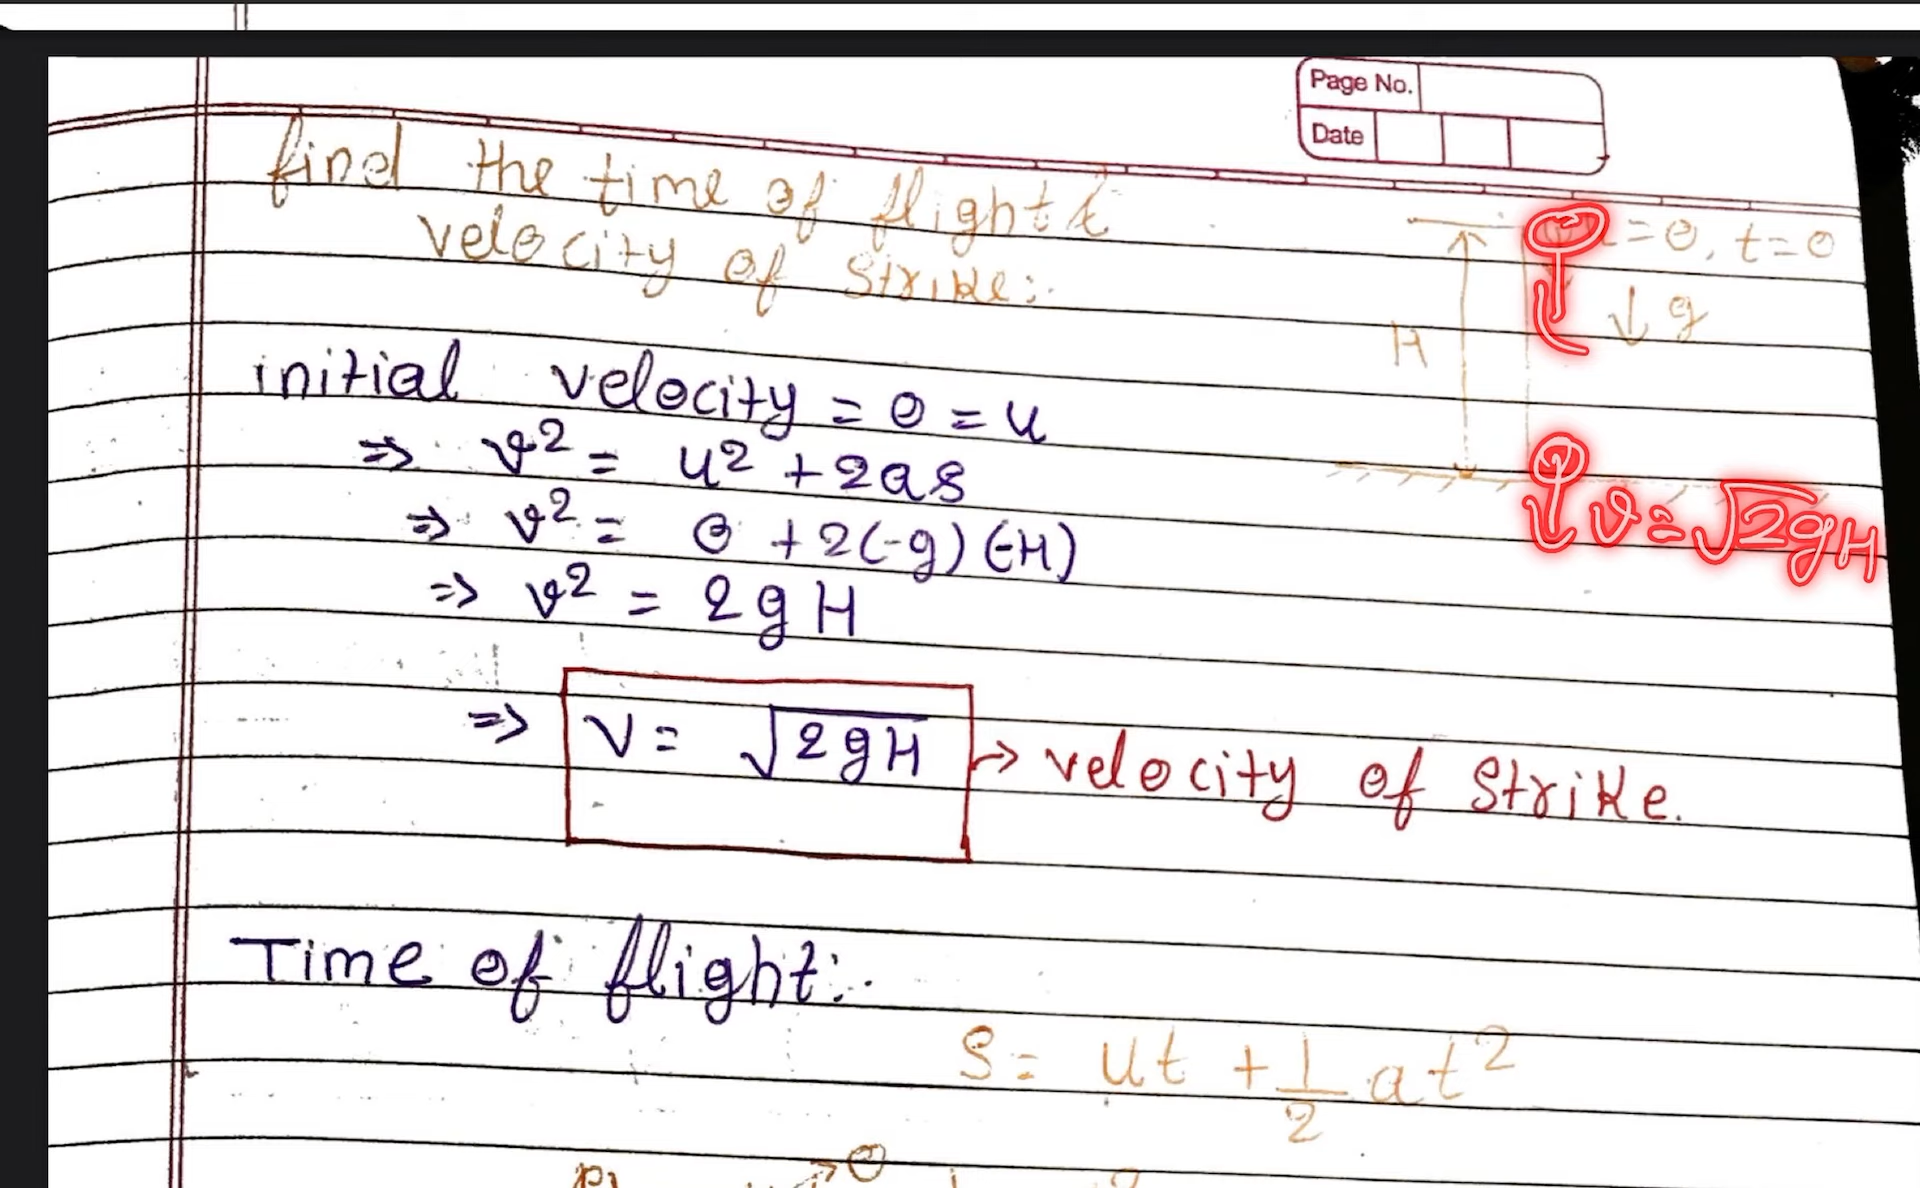 Page No.
Date
find the time of flight &
velocity of Strike:-
u=0, t=0
↓ g
H
v = √2gH
initial velocity = 0 = u
⇒ v² = u² + 2as
⇒ v² = 0 + 2(-g) (-H)
⇒ v² = 2gH
⇒ V = √2gH → velocity of Strike.
Time of flight:-
S = ut + 1/2 at²